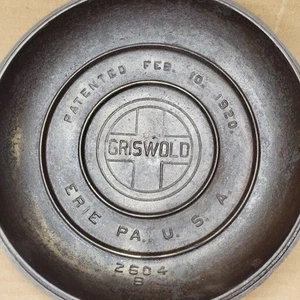 PATENTED FEB. 10, 1920.
GRISWOLD
ERIE PA., U. S. A.
2604
B